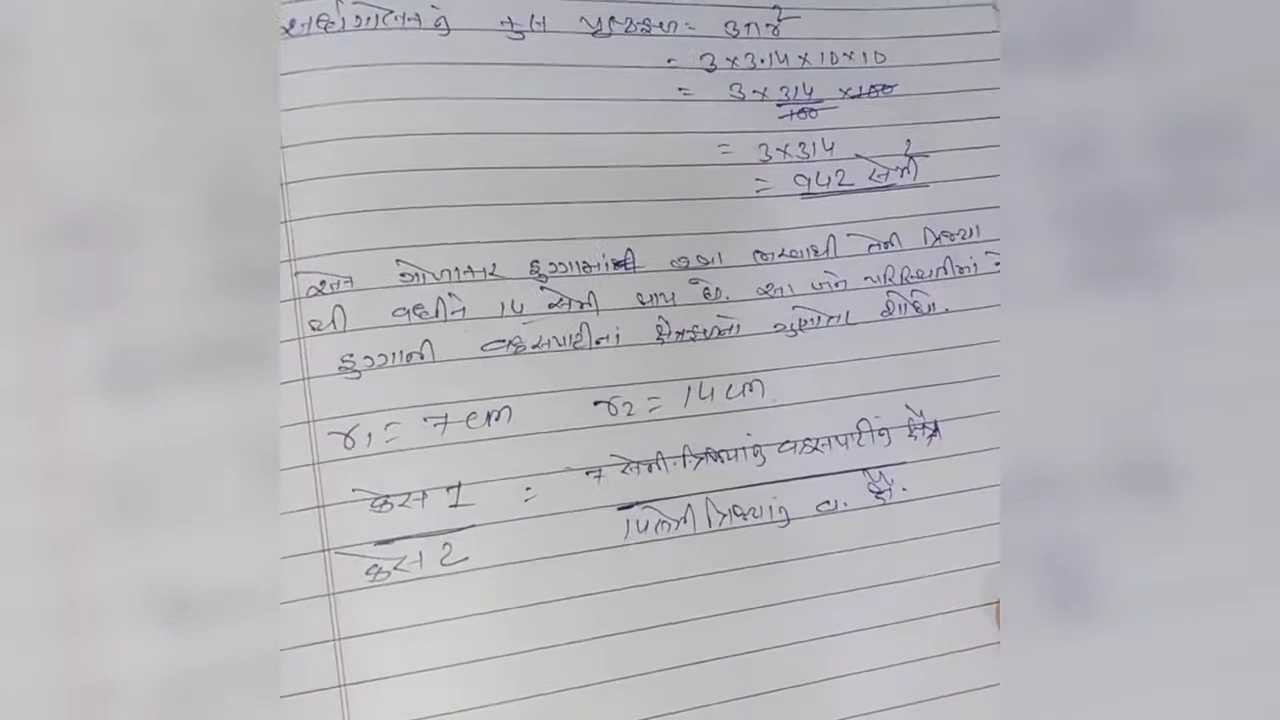 અર્ધગોલકનું કુલ પૃષ્ઠફળ = 3πr²
= 3×3.14×10×10
= 3× 314/100 ×100
= 3×314
= 942 સેમી²
એક ગોળાકાર ફુગ્ગામાં હવા ભરવાથી તેની ત્રિજ્યા
થી વધીને 14 સેમી થાય છે. આ બંને પરિસ્થિતીમાં
ફુગ્ગાની વક્રસપાટીનાં ક્ષેત્રફળનો ગુણોતર શોધો.
r₁ = 7 cm r₂ = 14 cm
કેસ 1 = 7 સેમી ત્રિજ્યાંનું વક્રસપાટીનું ક્ષેત્ર
કેસ 2 14 સેમી ત્રિજ્યાંનું વ. ક્ષે.